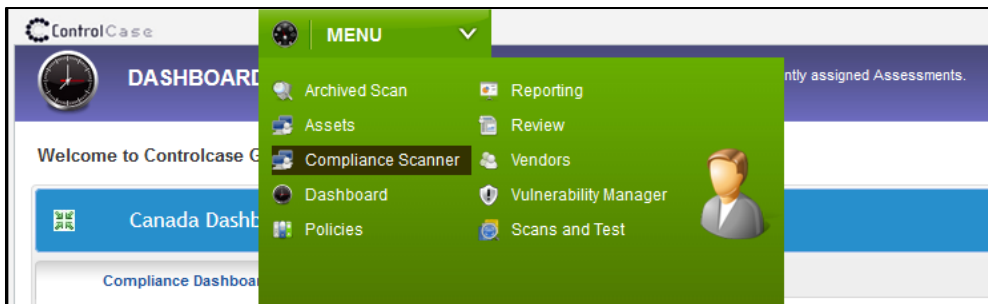 ControlCase
MENU
DASHBOARD
ntly assigned Assessments.
Archived Scan
Reporting
Assets
Review
Welcome to Controlcase G
Compliance Scanner
Vendors
Dashboard
Vulnerability Manager
Canada Dashb
Policies
Scans and Test
Compliance Dashboa